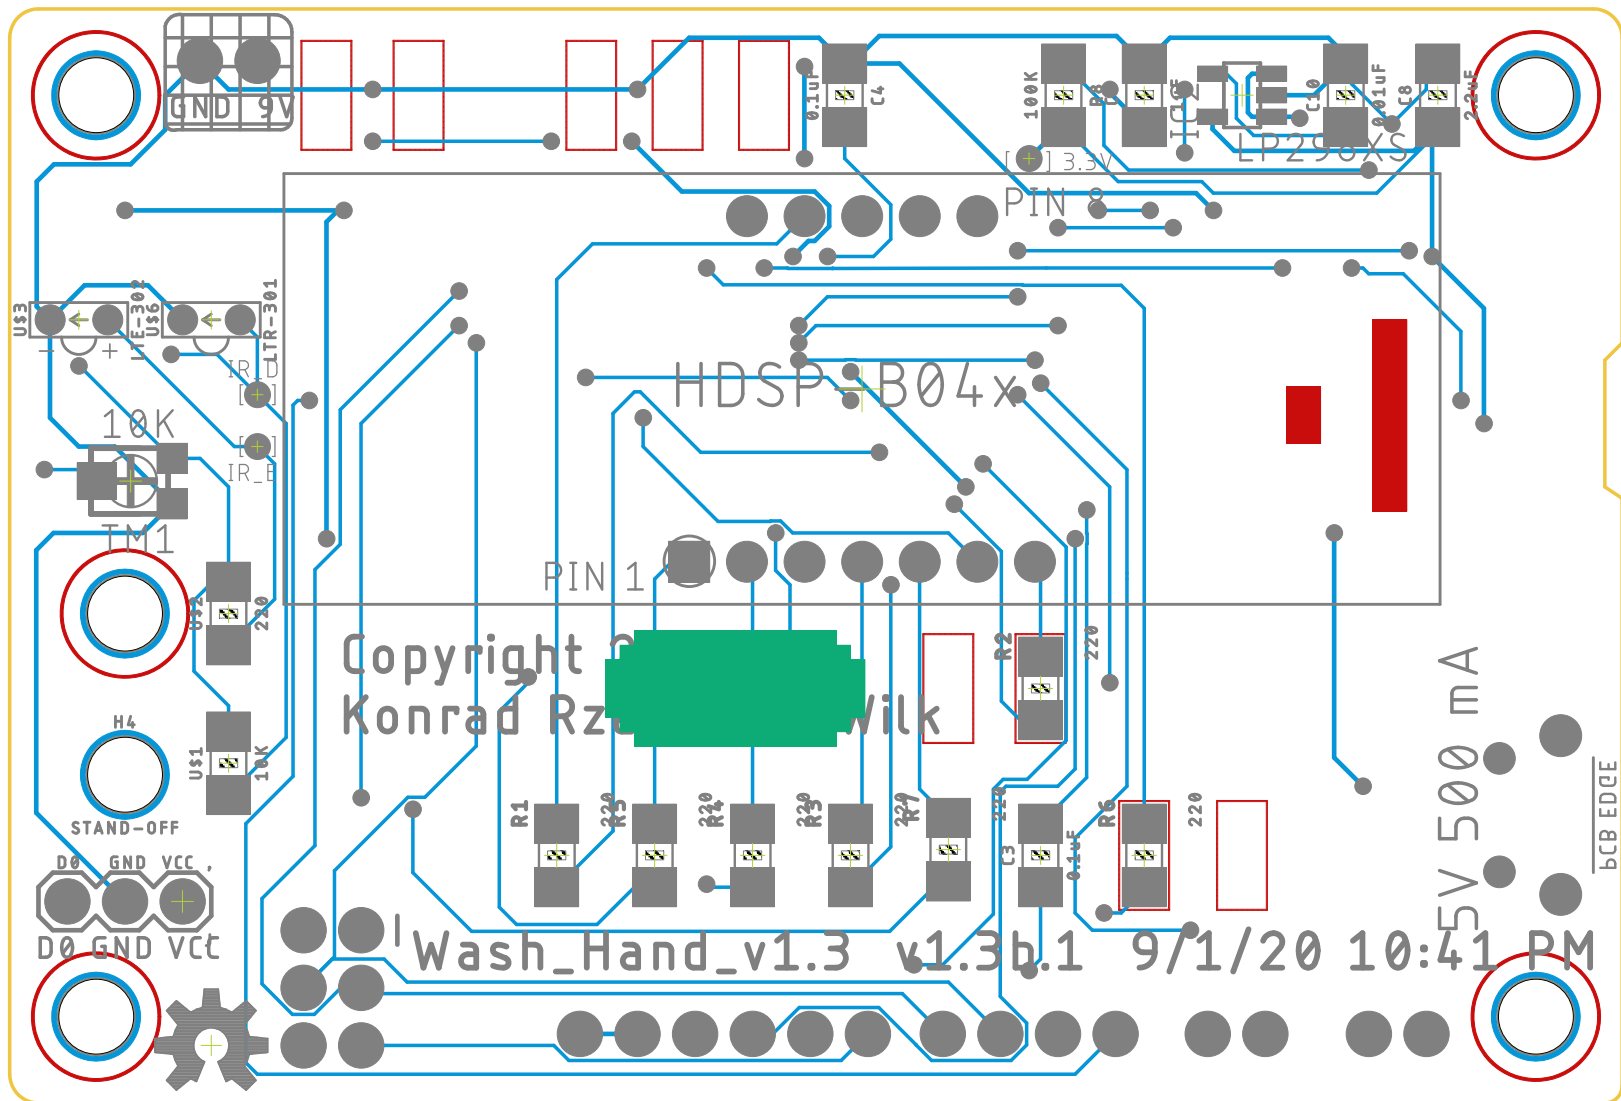 GND 9V
0.1uF
C4
100K
R8
IC2
C10
0.01uF
C8
2.2uF
LP298XS
[ ] 3.3V
PIN 8
U$3
LTE-302
U$6
LTR-301
- +
IR_D
[ ]
HDSP-B04x
10K
[ ]
IR_E
TM1
PIN 1
U$2
220
Copyright
Konrad
R2
220
H4
U$1
10K
STAND-OFF
5V 500 mA
PCB EDGE
R1
220
R5
220
R4
220
R3
220
R7
220
C3
0.1uF
R6
220
D0 GND VCC
D0 GND VCC
Wash_Hand_v1.3 v1.3b.1 9/1/20 10:41 PM